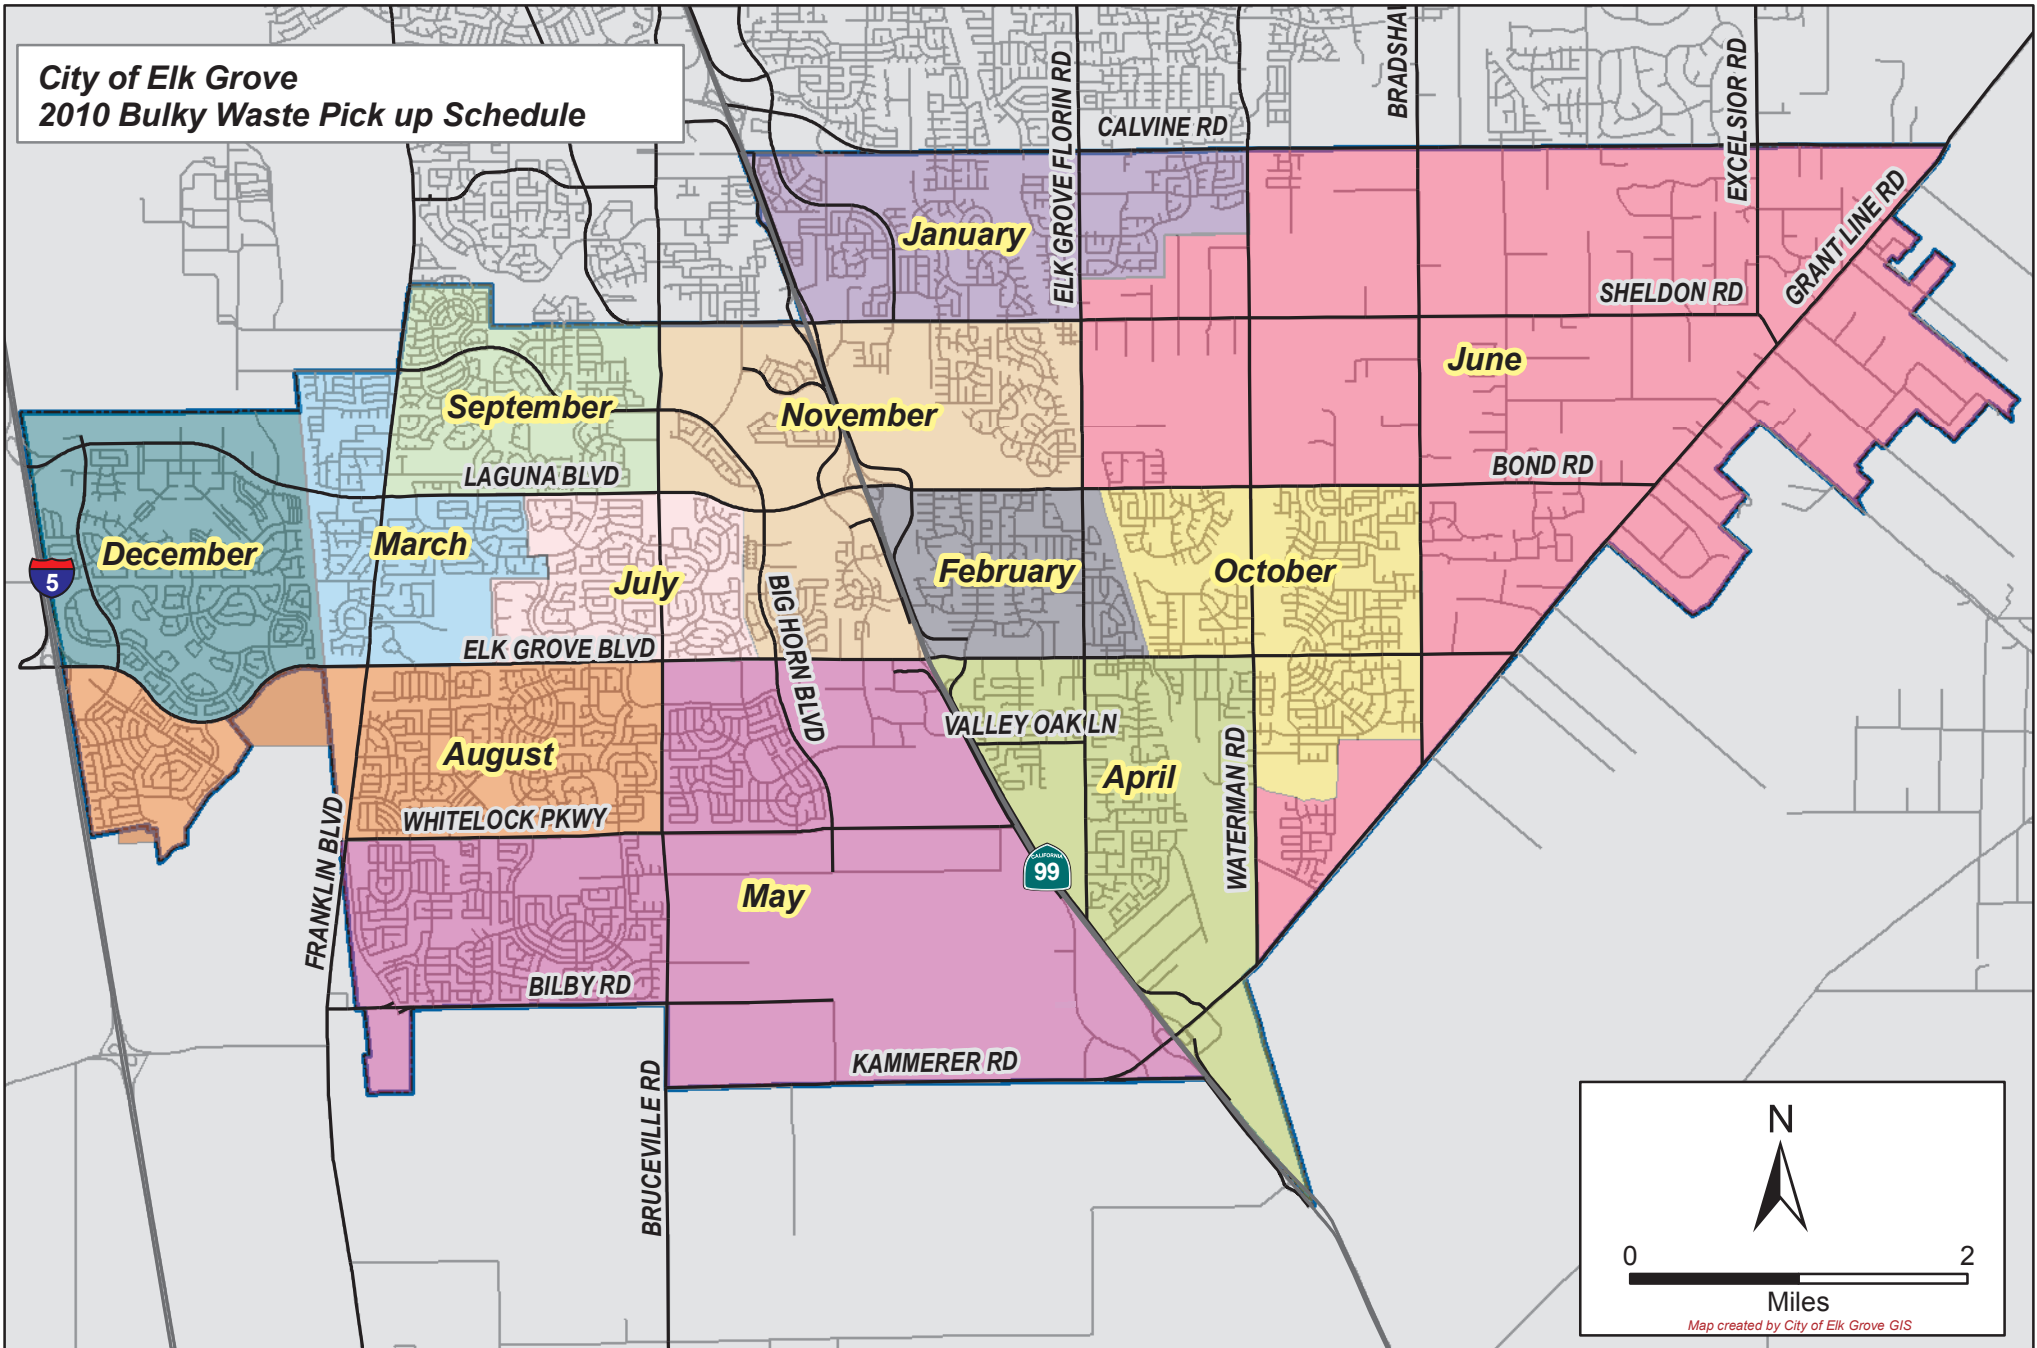 City of Elk Grove
2010 Bulky Waste Pick up Schedule
CALVINE RD
ELK GROVE FLORIN RD
BRADSHA
EXCELSIOR RD
GRANT LINE RD
January
SHELDON RD
June
September
November
LAGUNA BLVD
BOND RD
December
March
July
February
October
5
BIG HORN BLVD
ELK GROVE BLVD
VALLEY OAK LN
August
April
WATERMAN RD
WHITELOCK PKWY
FRANKLIN BLVD
CALIFORNIA
99
May
BILBY RD
KAMMERER RD
BRUCEVILLE RD
N
0 2
Miles
Map created by City of Elk Grove GIS